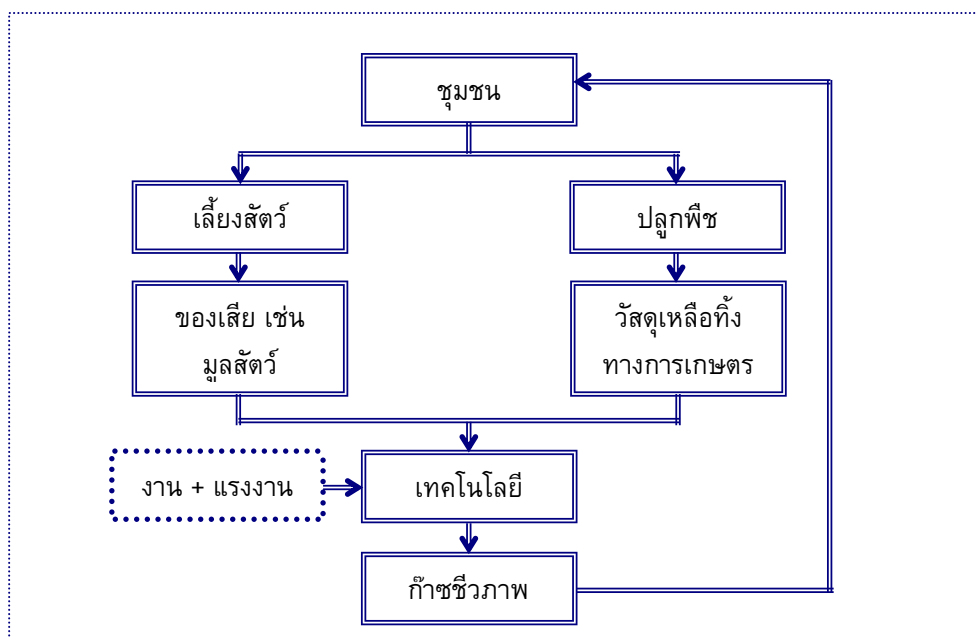 ชุมชน
เลี้ยงสัตว์
ปลูกพืช
ของเสีย เช่น
มูลสัตว์
วัสดุเหลือทิ้ง
ทางการเกษตร
งาน + แรงงาน
เทคโนโลยี
ก๊าซชีวภาพ